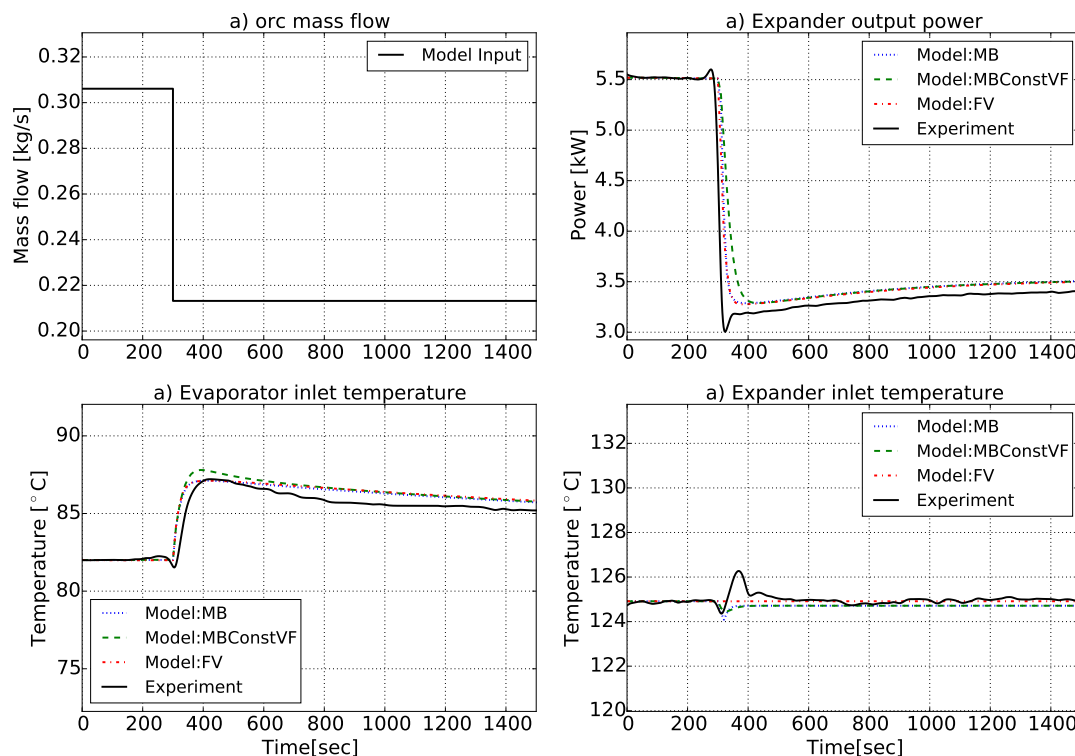 a) orc mass flow
Mass flow [kg/s]
0.32
0.30
0.28
0.26
0.24
0.22
0.20
Model Input
0 200 400 600 800 1000 1200 1400
a) Expander output power
Power [kW]
5.5
5.0
4.5
4.0
3.5
3.0
Model:MB
Model:MBConstVF
Model:FV
Experiment
0 200 400 600 800 1000 1200 1400
a) Evaporator inlet temperature
Temperature [°C]
90
85
80
75
Model:MB
Model:MBConstVF
Model:FV
Experiment
0 200 400 600 800 1000 1200 1400
Time[sec]
a) Expander inlet temperature
Temperature [°C]
132
130
128
126
124
122
120
Model:MB
Model:MBConstVF
Model:FV
Experiment
0 200 400 600 800 1000 1200 1400
Time[sec]